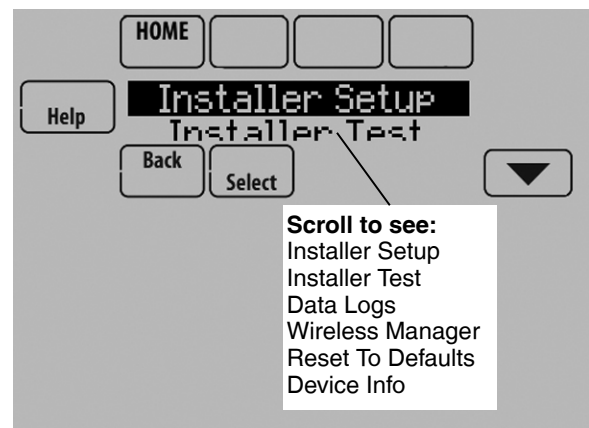 HOME
Help
Installer Setup
Installer Test
Back
Select
Scroll to see:
Installer Setup
Installer Test
Data Logs
Wireless Manager
Reset To Defaults
Device Info